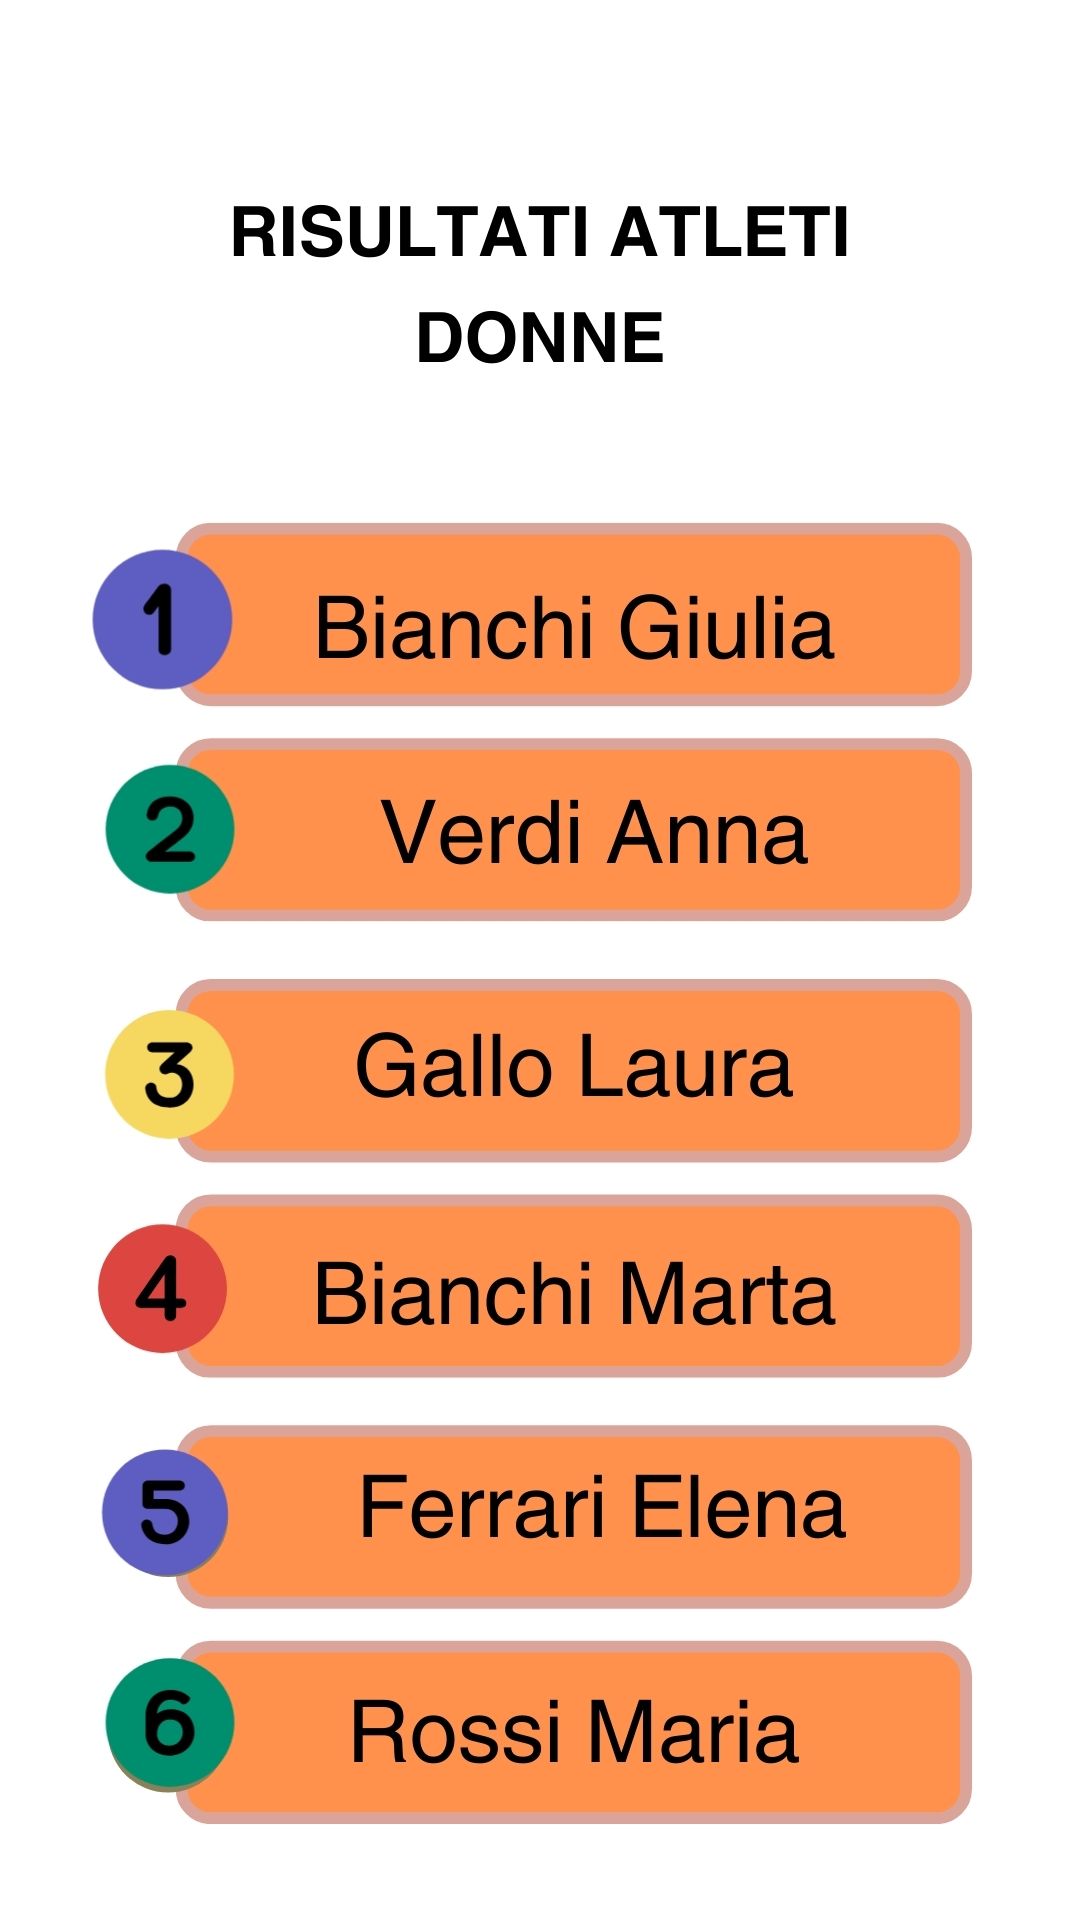 RISULTATI ATLETI
DONNE
1 Bianchi Giulia
2 Verdi Anna
3 Gallo Laura
4 Bianchi Marta
5 Ferrari Elena
6 Rossi Maria